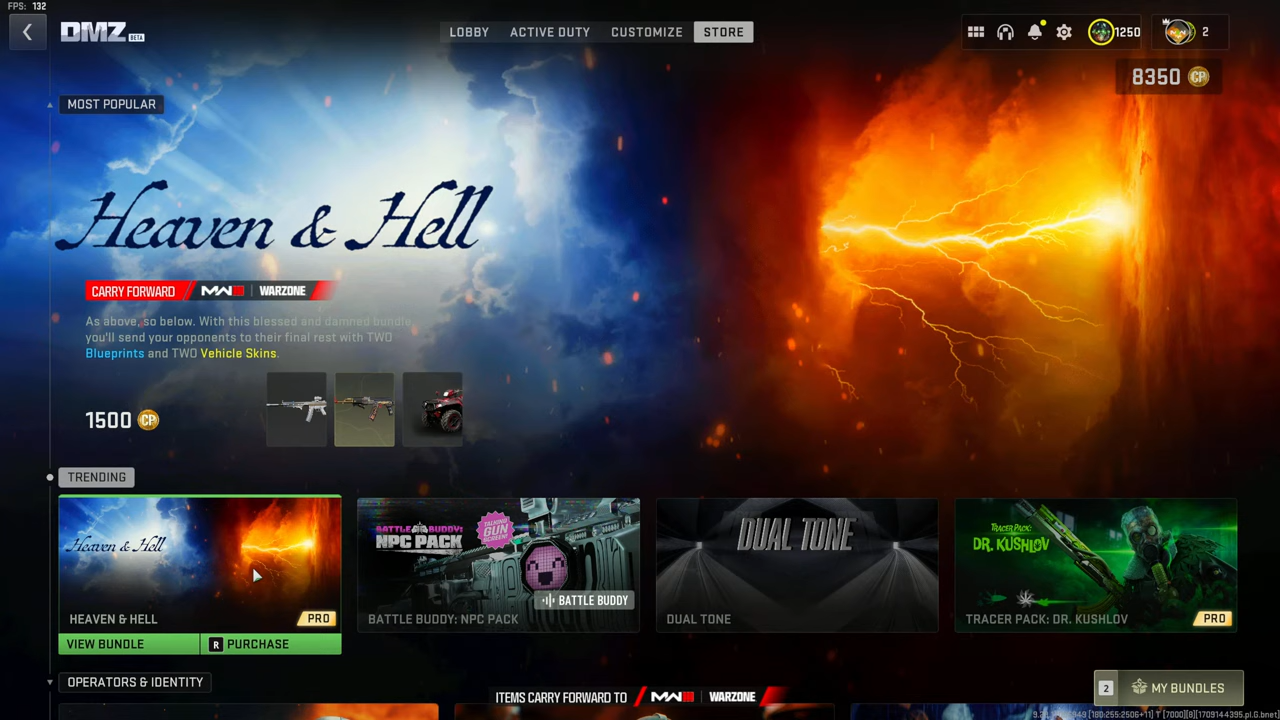 FPS: 132
DMZ BETA
LOBBY
ACTIVE DUTY
CUSTOMIZE
STORE
1250
2
8350 CP
MOST POPULAR
Heaven & Hell
CARRY FORWARD
MWIII | WARZONE
As above, so below. With this blessed and damned bundle,
you'll send your opponents to their final rest with TWO
Blueprints and TWO Vehicle Skins.
1500 CP
TRENDING
Heaven & Hell
HEAVEN & HELL
PRO
VIEW BUNDLE
R PURCHASE
BATTLE BUDDY:
NPC PACK
TALKING
GUN
SCREEN!
BATTLE BUDDY
BATTLE BUDDY: NPC PACK
DUAL TONE
DUAL TONE
TRACER PACK:
DR. KUSHLOV
TRACER PACK: DR. KUSHLOV
PRO
OPERATORS & IDENTITY
ITEMS CARRY FORWARD TO MWIII | WARZONE
2 MY BUNDLES